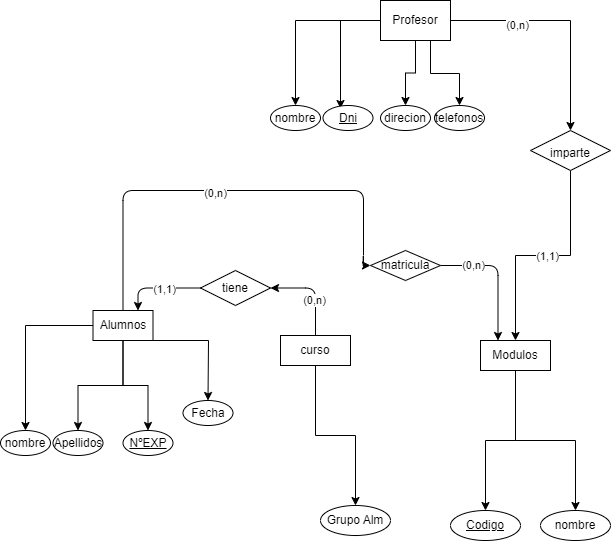 Profesor
(0,n)
nombre
Dni
direcion
telefonos
imparte
(0,n)
(1,1)
matricula
(0,n)
tiene
(1,1)
(0,n)
Alumnos
curso
Modulos
Fecha
nombre
Apellidos
NºEXP
Grupo Alm
Codigo
nombre